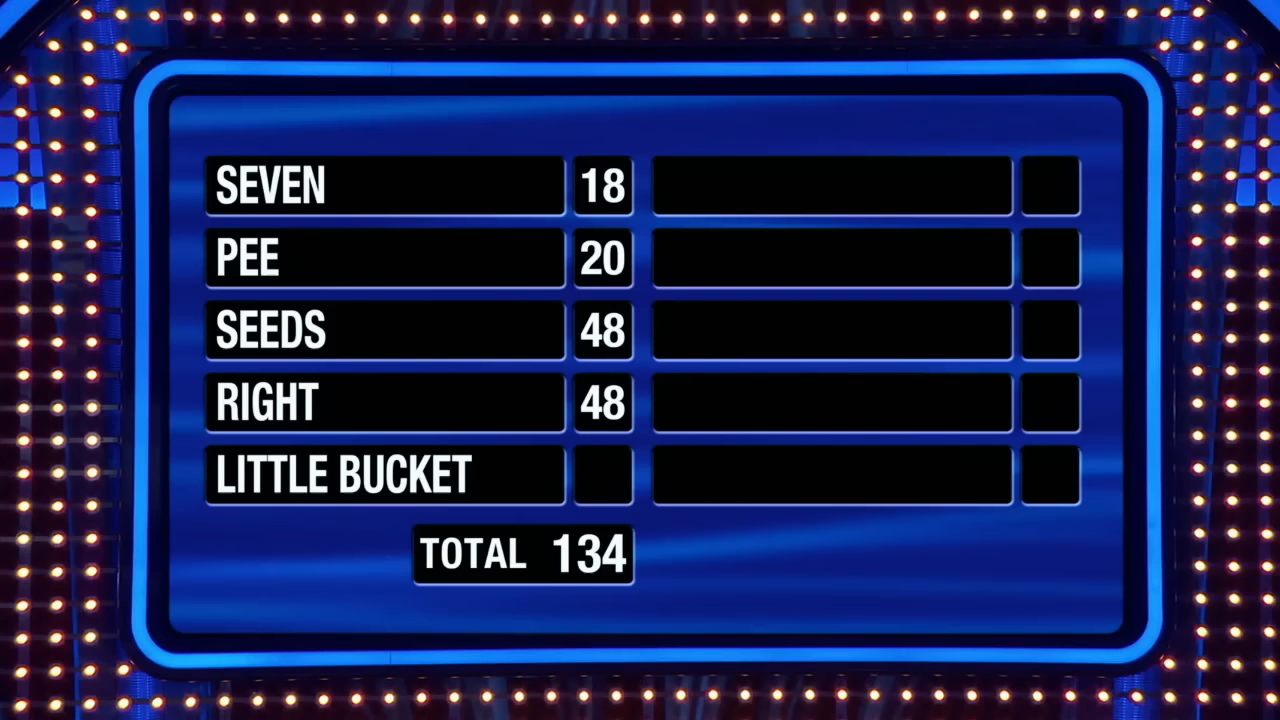 SEVEN 18
PEE 20
SEEDS 48
RIGHT 48
LITTLE BUCKET
TOTAL 134